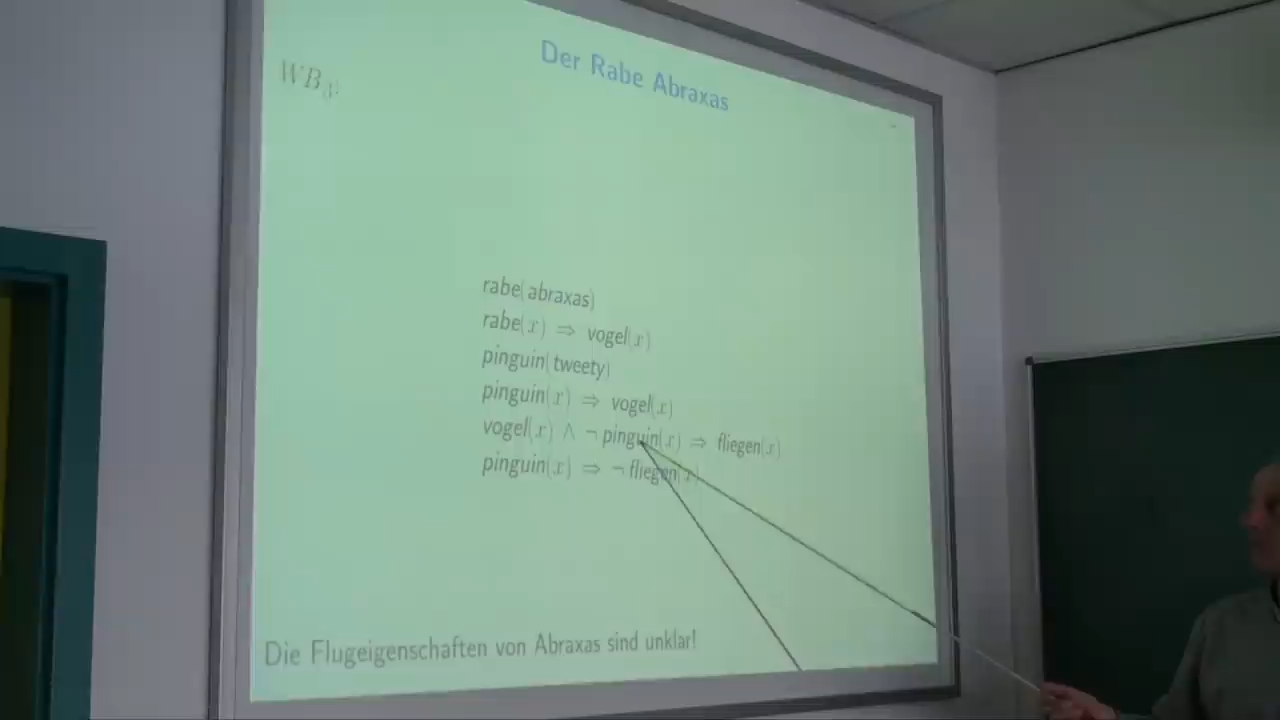 Der Rabe Abraxas
WB₃:
rabe(abraxas)
rabe(x) ⇒ vogel(x)
pinguin(tweety)
pinguin(x) ⇒ vogel(x)
vogel(x) ∧ ¬ pinguin(x) ⇒ fliegen(x)
pinguin(x) ⇒ ¬ fliegen(x)
Die Flugeigenschaften von Abraxas sind unklar!